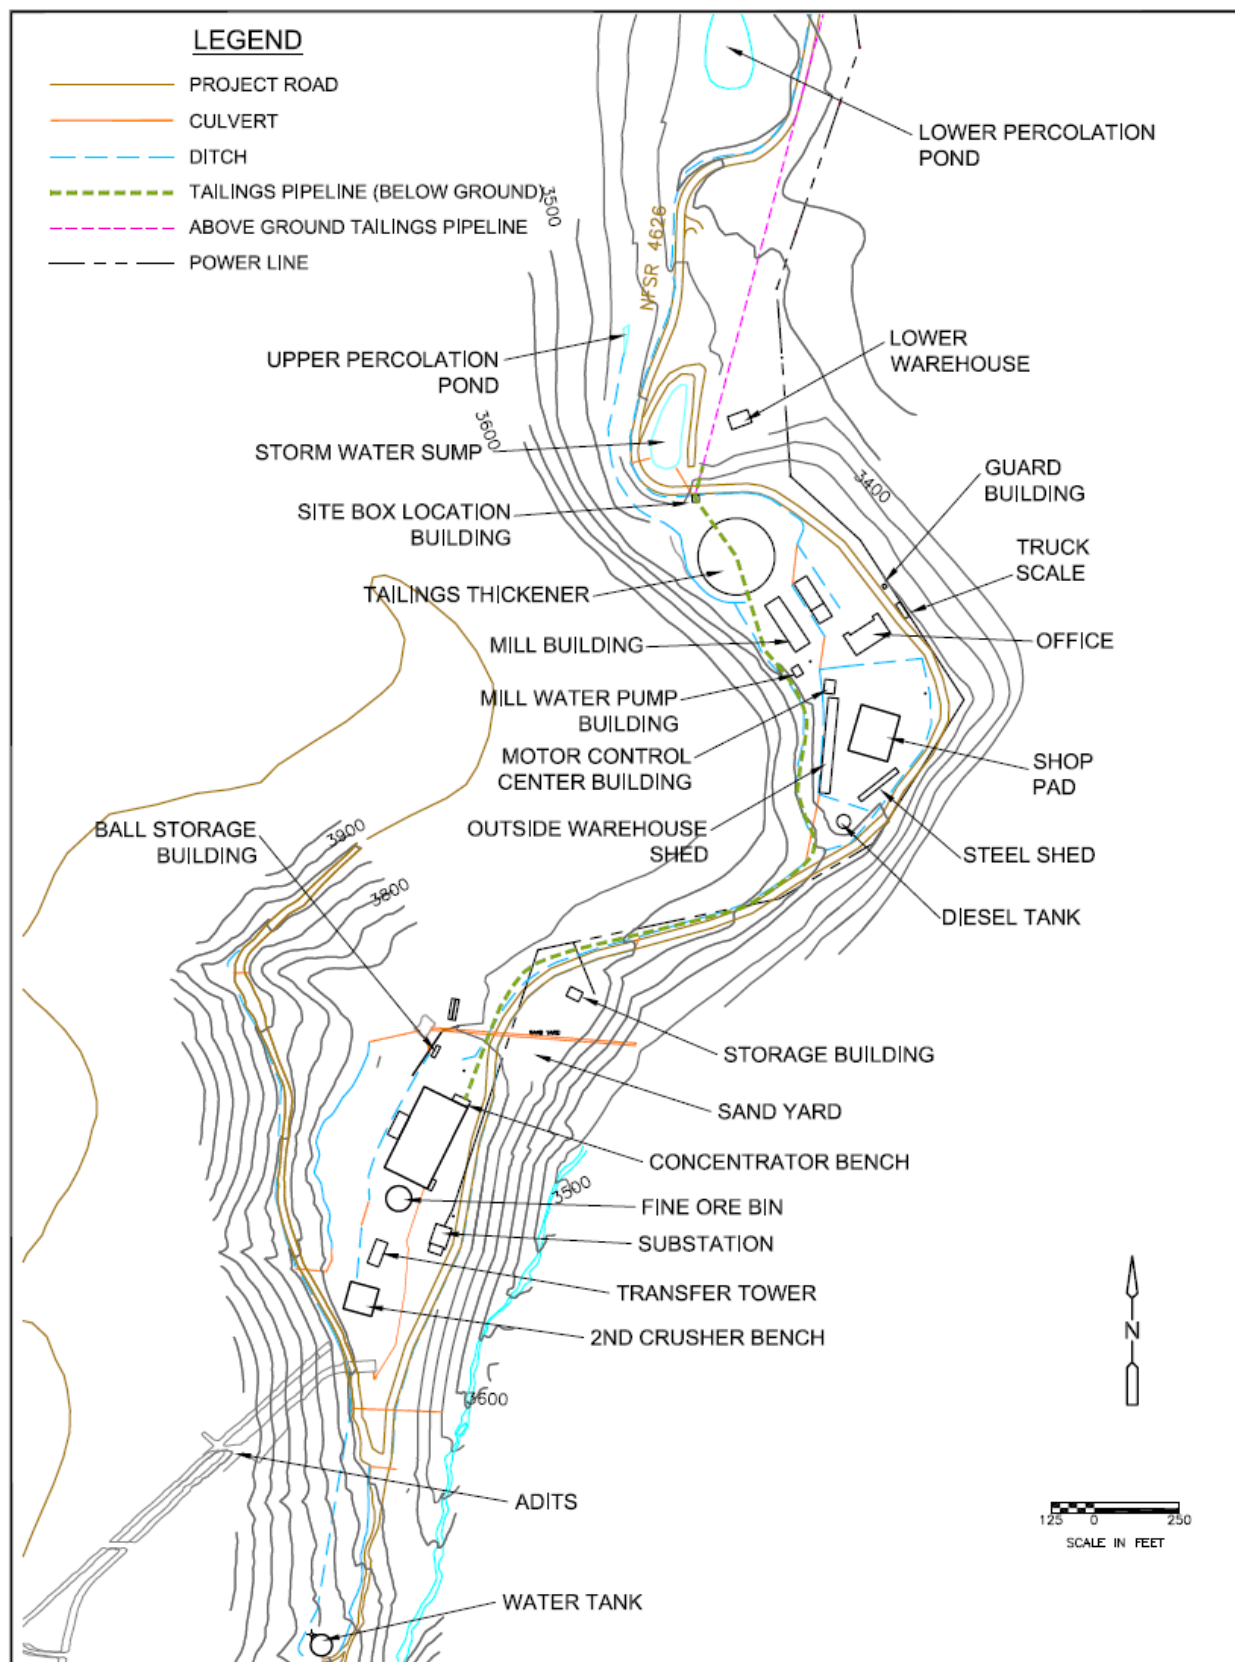 LEGEND
PROJECT ROAD
CULVERT
DITCH
TAILINGS PIPELINE (BELOW GROUND)
ABOVE GROUND TAILINGS PIPELINE
POWER LINE
3500
LOWER PERCOLATION
POND
NFSR 4626
UPPER PERCOLATION
POND
LOWER
WAREHOUSE
3600
STORM WATER SUMP
3400
GUARD
BUILDING
SITE BOX LOCATION
BUILDING
TRUCK
SCALE
TAILINGS THICKENER
OFFICE
MILL BUILDING
MILL WATER PUMP
BUILDING
MOTOR CONTROL
CENTER BUILDING
SHOP
PAD
OUTSIDE WAREHOUSE
SHED
STEEL SHED
BALL STORAGE
BUILDING
3900
3800
DIESEL TANK
SAND YARD
STORAGE BUILDING
SAND YARD
CONCENTRATOR BENCH
3500
FINE ORE BIN
SUBSTATION
TRANSFER TOWER
2ND CRUSHER BENCH
N
3600
ADITS
125 0 250
SCALE IN FEET
WATER TANK